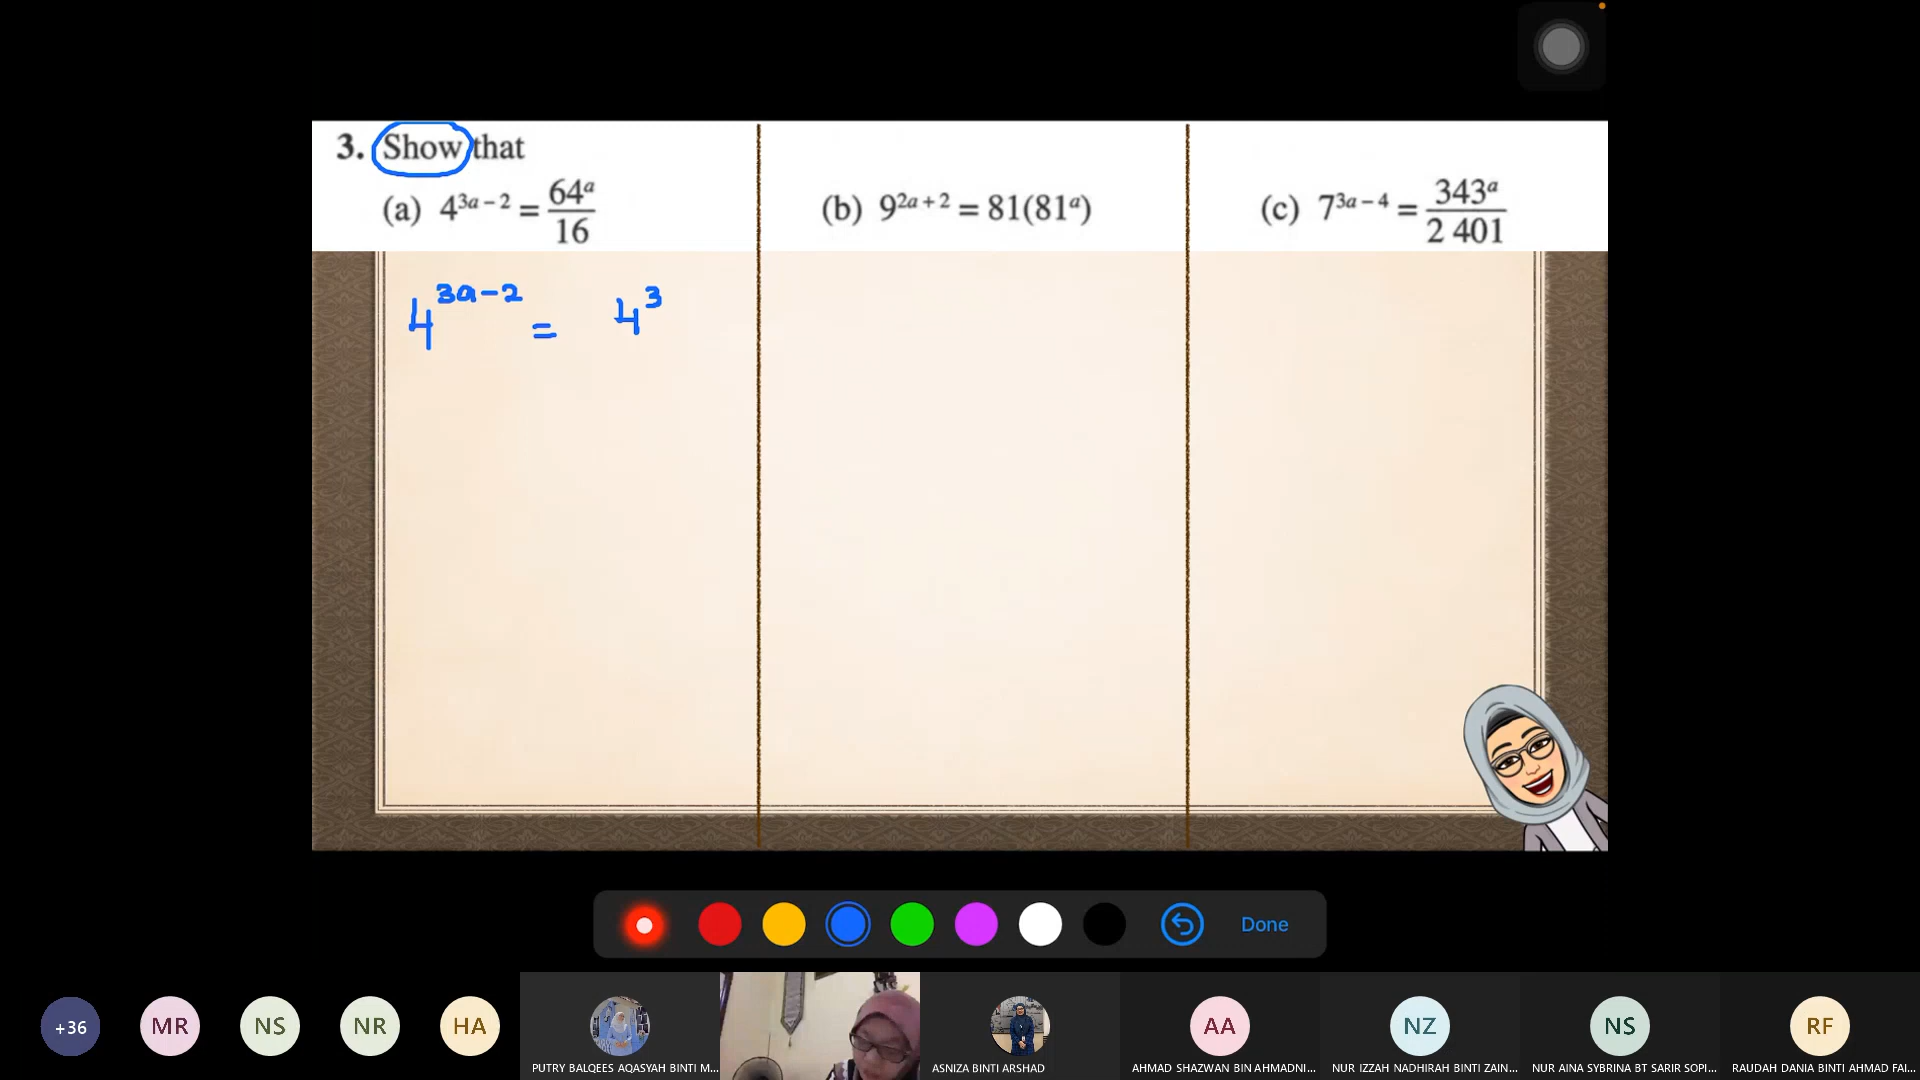 3. Show that
(a) 4^{3a – 2} = \frac{64^a}{16}
(b) 9^{2a + 2} = 81(81^a)
(c) 7^{3a – 4} = \frac{343^a}{2 401}
4^{3a-2} = 4^3
Done
+36
MR
NS
NR
HA
PUTRY BALQEES AQASYAH BINTI M...
ASNIZA BINTI ARSHAD
AA
AHMAD SHAZWAN BIN AHMADNI...
NZ
NUR IZZAH NADHIRAH BINTI ZAIN...
NS
NUR AINA SYBRINA BT SARIR SOPI...
RF
RAUDAH DANIA BINTI AHMAD FAI...